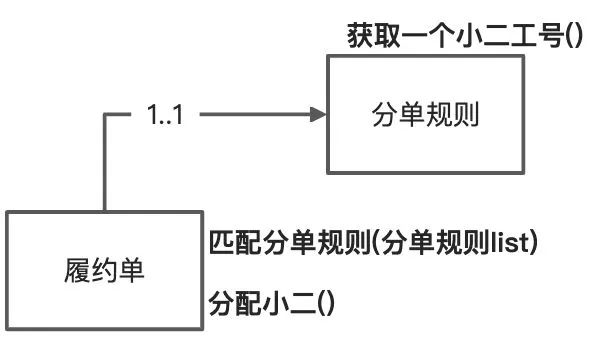 获取一个小二工号()
分单规则
1..1
履约单
匹配分单规则(分单规则list)
分配小二()